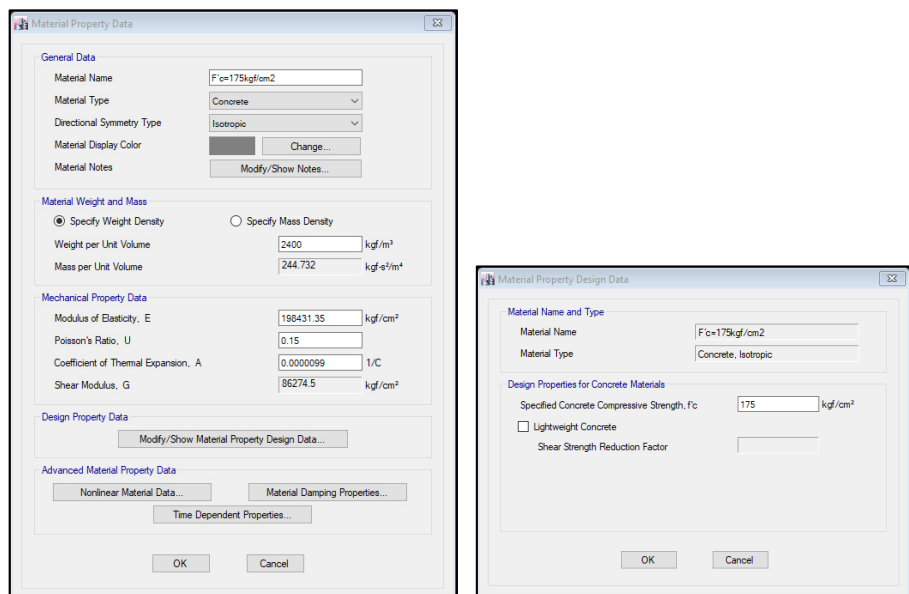 Material Property Data
General Data
Material Name F´c=175kgf/cm2
Material Type Concrete
Directional Symmetry Type Isotropic
Material Display Color Change...
Material Notes Modify/Show Notes...
Material Weight and Mass
Specify Weight Density Specify Mass Density
Weight per Unit Volume 2400 kgf/m³
Mass per Unit Volume 244.732 kgf-s²/m⁴
Mechanical Property Data
Modulus of Elasticity, E 198431.35 kgf/cm²
Poisson's Ratio, U 0.15
Coefficient of Thermal Expansion, A 0.0000099 1/C
Shear Modulus, G 86274.5 kgf/cm²
Design Property Data
Modify/Show Material Property Design Data...
Advanced Material Property Data
Nonlinear Material Data... Material Damping Properties...
Time Dependent Properties...
OK Cancel
Material Property Design Data
Material Name and Type
Material Name F´c=175kgf/cm2
Material Type Concrete, Isotropic
Design Properties for Concrete Materials
Specified Concrete Compressive Strength, f'c 175 kgf/cm²
Lightweight Concrete
Shear Strength Reduction Factor
OK Cancel